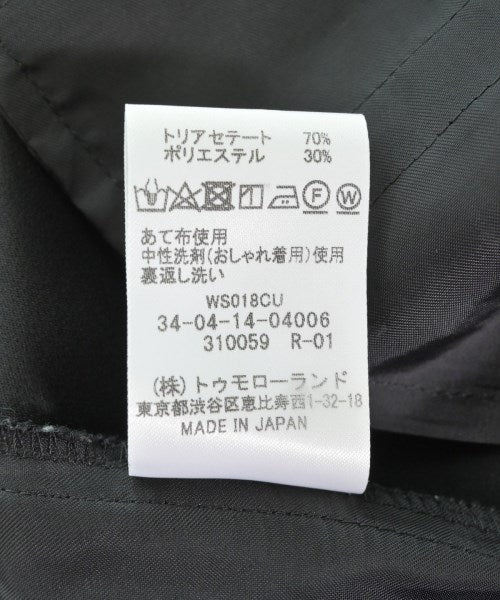 トリアセテート 70%
ポリエステル 30%
F W
あて布使用
中性洗剤(おしゃれ着用)使用
裏返し洗い
WS018CU
34-04-14-04006
310059 R-01
(株)トゥモローランド
東京都渋谷区恵比寿西1-32-18
MADE IN JAPAN